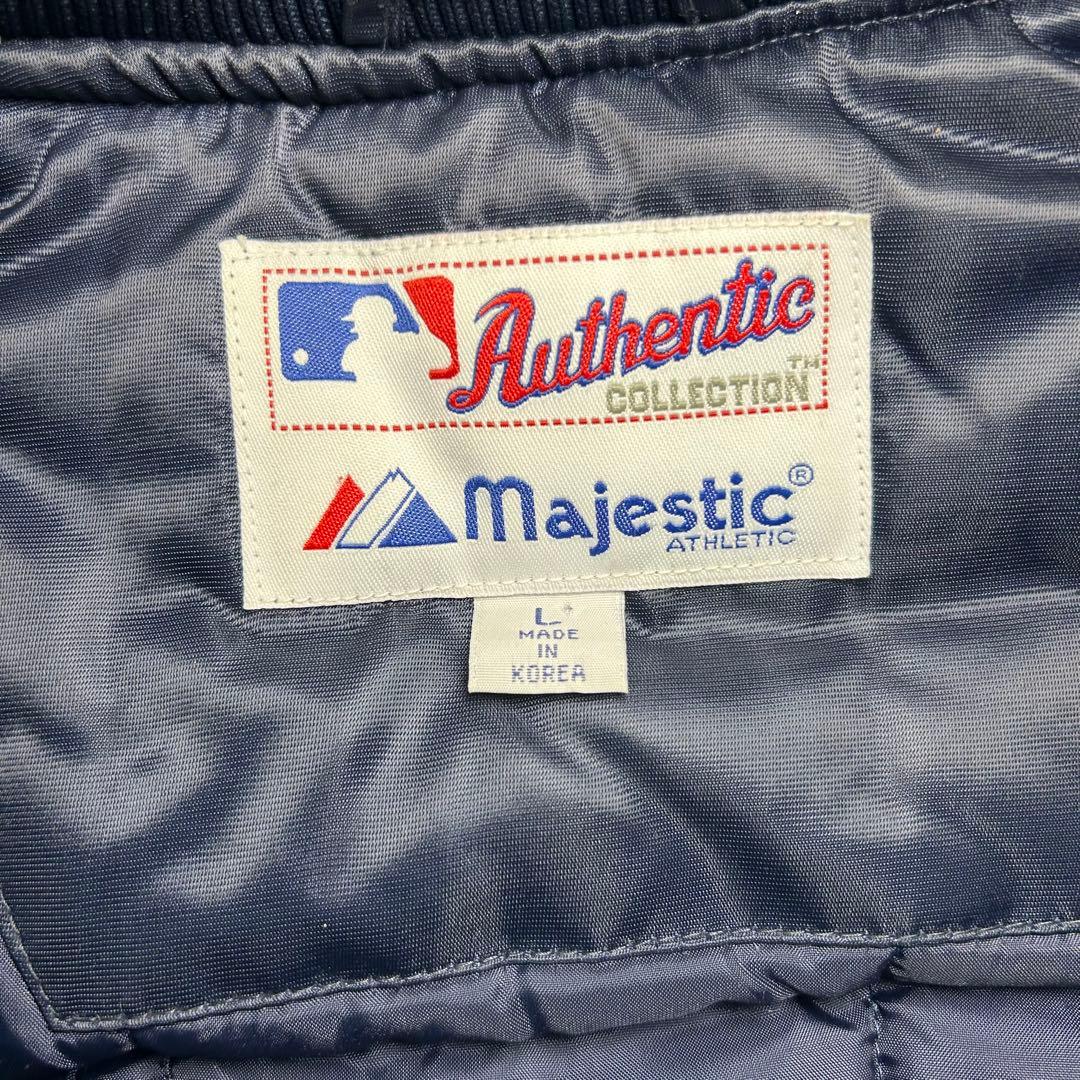 Authentic
COLLECTION™
Majestic®
ATHLETIC
L
MADE
IN
KOREA